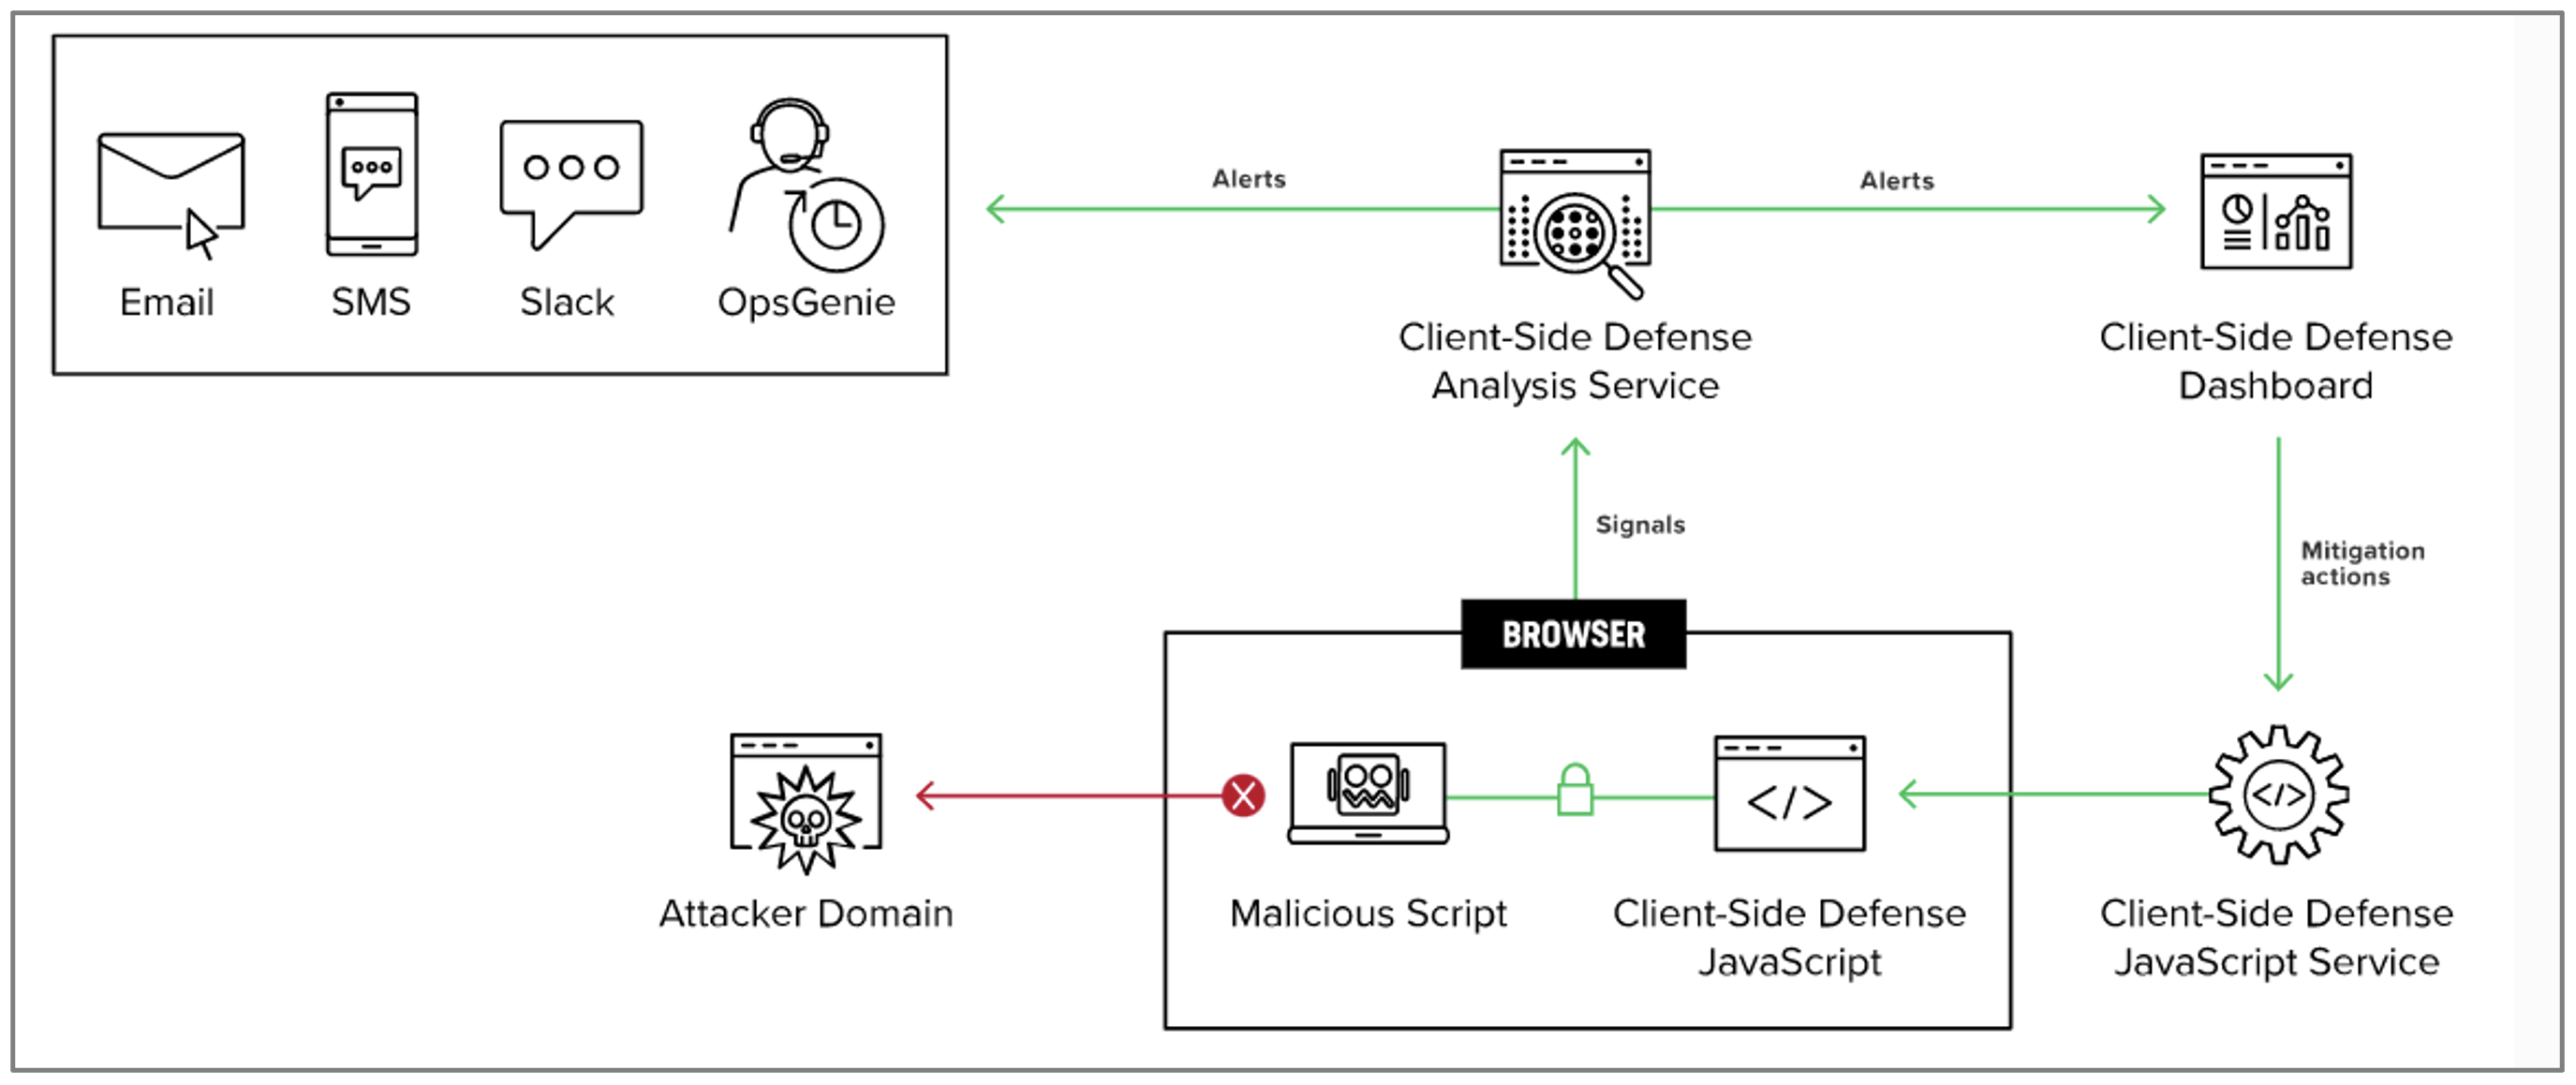 Email
SMS
Slack
OpsGenie
Alerts
Client-Side Defense
Analysis Service
Alerts
Client-Side Defense
Dashboard
Signals
Mitigation
actions
BROWSER
Attacker Domain
Malicious Script
</>
Client-Side Defense
JavaScript
</>
Client-Side Defense
JavaScript Service